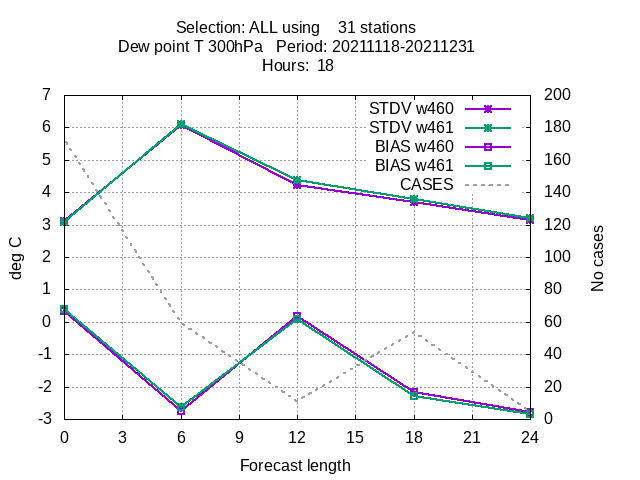 Selection: ALL using    31 stations
Dew point T 300hPa   Period: 20211118-20211231
Hours:  18
7
6
5
4
3
2
1
0
-1
-2
-3
200
180
160
140
120
100
80
60
40
20
0
STDV w460
STDV w461
BIAS w460
BIAS w461
CASES
deg C
No cases
0 3 6 9 12 15 18 21 24
Forecast length